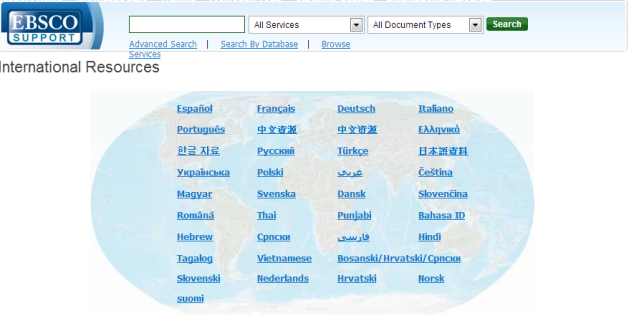 EBSCO
SUPPORT
All Services
All Document Types
Search
Advanced Search | Search By Database | Browse
Services
International Resources
Español Français Deutsch Italiano
Português 中文資源 中文资源 Ελληνικά
한글 자료 Русский Türkçe 日本語資料
Українська Polski عربي Čeština
Magyar Svenska Dansk Slovenčina
Română Thai Punjabi Bahasa ID
Hebrew Српски فارسی Hindi
Tagalog Vietnamese Bosanski/Hrvatski/Српски
Slovenski Nederlands Hrvatski Norsk
suomi